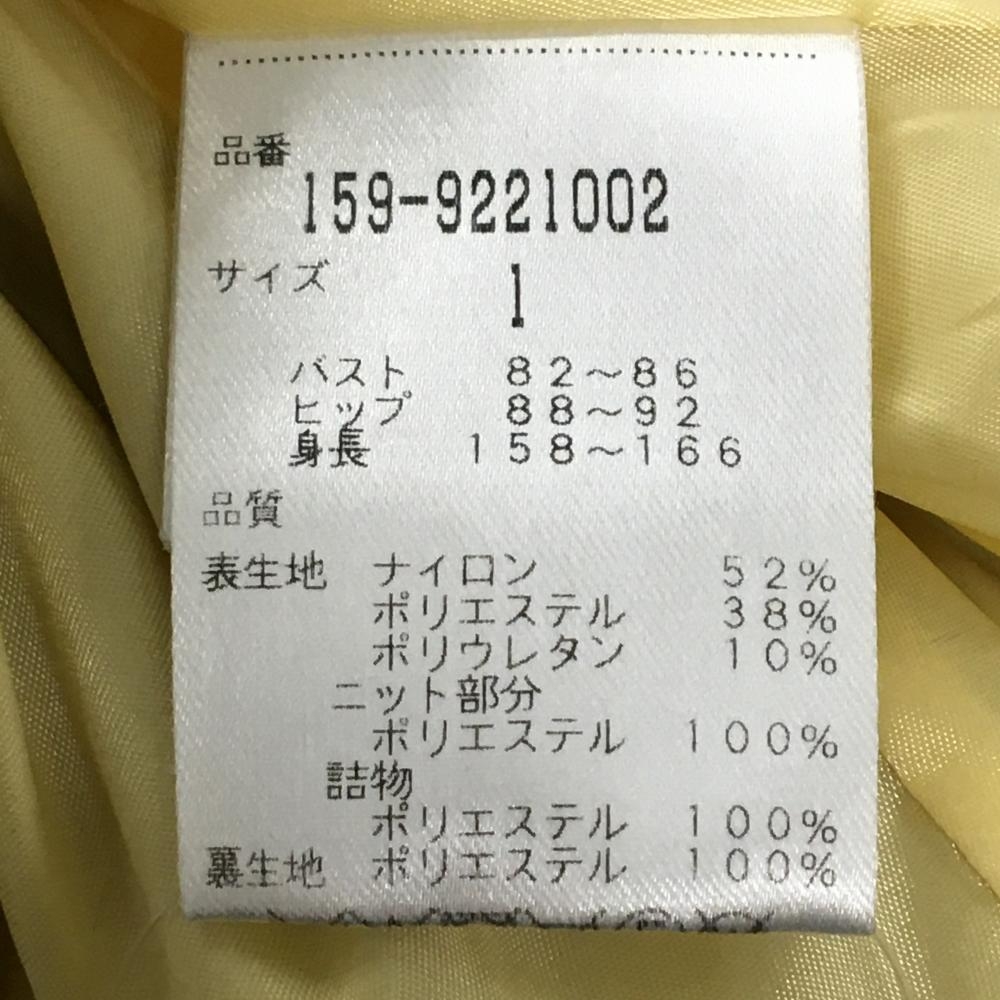 品番
159-9221002
サイズ 1
バスト 82~86
ヒップ 88~92
身長 158~166
品質
表生地 ナイロン 52%
ポリエステル 38%
ポリウレタン 10%
ニット部分
ポリエステル 100%
詰物
ポリエステル 100%
裏生地 ポリエステル 100%